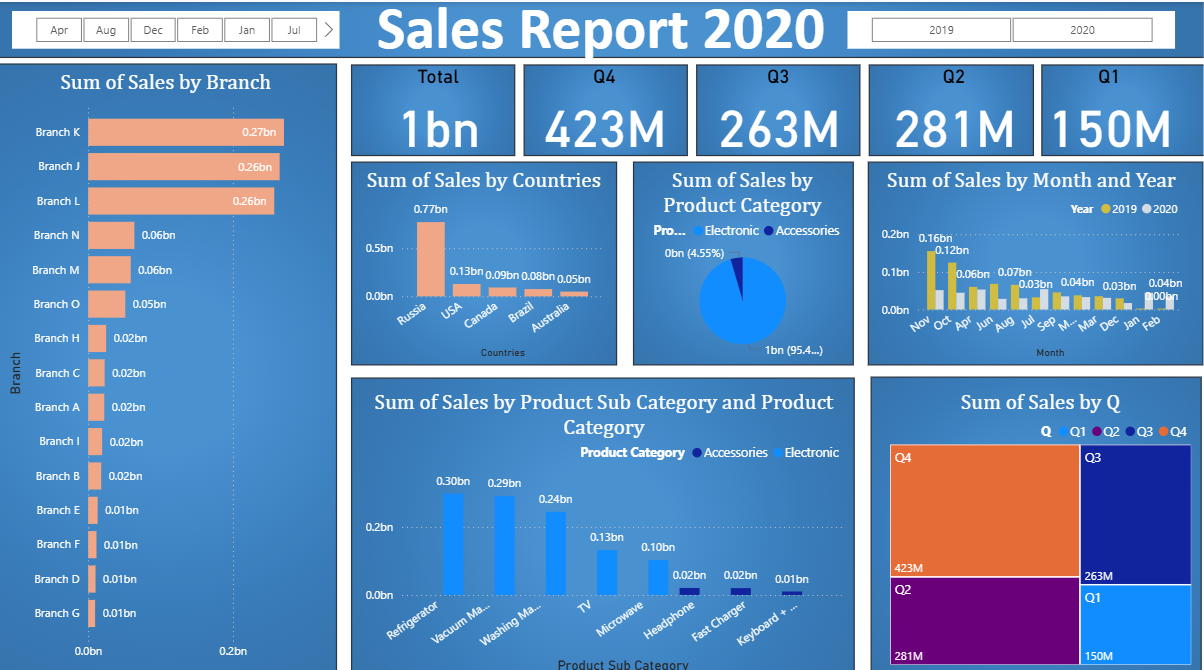 Apr Aug Dec Feb Jan Jul
Sales Report 2020
2019 2020
Sum of Sales by Branch
Branch K 0.27bn
Branch J 0.26bn
Branch L 0.26bn
Branch N 0.06bn
Branch M 0.06bn
Branch O 0.05bn
Branch H 0.02bn
Branch C 0.02bn
Branch A 0.02bn
Branch I 0.02bn
Branch B 0.02bn
Branch E 0.01bn
Branch F 0.01bn
Branch D 0.01bn
Branch G 0.01bn
0.0bn 0.2bn
Branch
Total
1bn
Q4
423M
Q3
263M
Q2
281M
Q1
150M
Sum of Sales by Countries
0.77bn
0.5bn
0.13bn 0.09bn 0.08bn 0.05bn
0.0bn
Russia USA Canada Brazil Australia
Countries
Sum of Sales by
Product Category
Pro... Electronic Accessories
0bn (4.55%)
1bn (95.4...)
Sum of Sales by Month and Year
Year 2019 2020
0.2bn
0.16bn
0.12bn
0.1bn
0.06bn 0.07bn
0.03bn 0.04bn 0.03bn 0.04bn
0.00bn
0.0bn
Nov Oct Apr Jun Aug Jul Sep M... Mar Dec Jan Feb
Month
Sum of Sales by Product Sub Category and Product
Category
Product Category Accessories Electronic
0.30bn 0.29bn 0.24bn 0.13bn 0.10bn 0.02bn 0.02bn 0.01bn
0.2bn
0.0bn
Refrigerator Vacuum Ma... Washing Ma... TV Microwave Headphone Fast Charger Keyboard + ...
Product Sub Category
Sum of Sales by Q
Q Q1 Q2 Q3 Q4
Q4
423M
Q3
263M
Q2
281M
Q1
150M